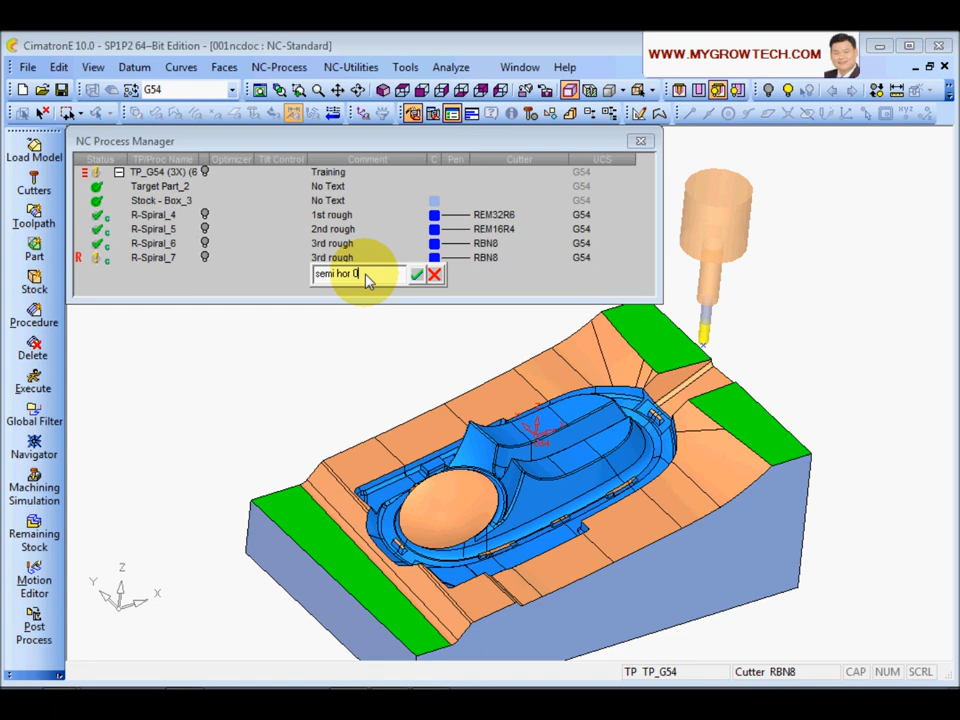 CimatronE 10.0 - SP1P2 64-Bit Edition - [001ncdoc : NC-Standard]
WWW.MYGROWTECH.COM
File Edit View Datum Curves Faces NC-Process NC-Utilities Tools Analyze Window Help
G54
NC Process Manager
Status TP/Proc Name Optimizer Tilt Control Comment C Pen Cutter UCS
TP_G54 (3X) (6 Training G54
Target Part_2 No Text G54
Stock - Box_3 No Text G54
R-Spiral_4 1st rough REM32R6 G54
R-Spiral_5 2nd rough REM16R4 G54
R-Spiral_6 3rd rough RBN8 G54
R R-Spiral_7 3rd rough RBN8 G54
semi hor 0
Load Model
Cutters
Toolpath
Part
Stock
Procedure
Delete
Execute
Global Filter
Navigator
Machining
Simulation
Remaining
Stock
Motion
Editor
Post
Process
G54
Z
Y
X
TP TP_G54 Cutter RBN8 CAP NUM SCRL